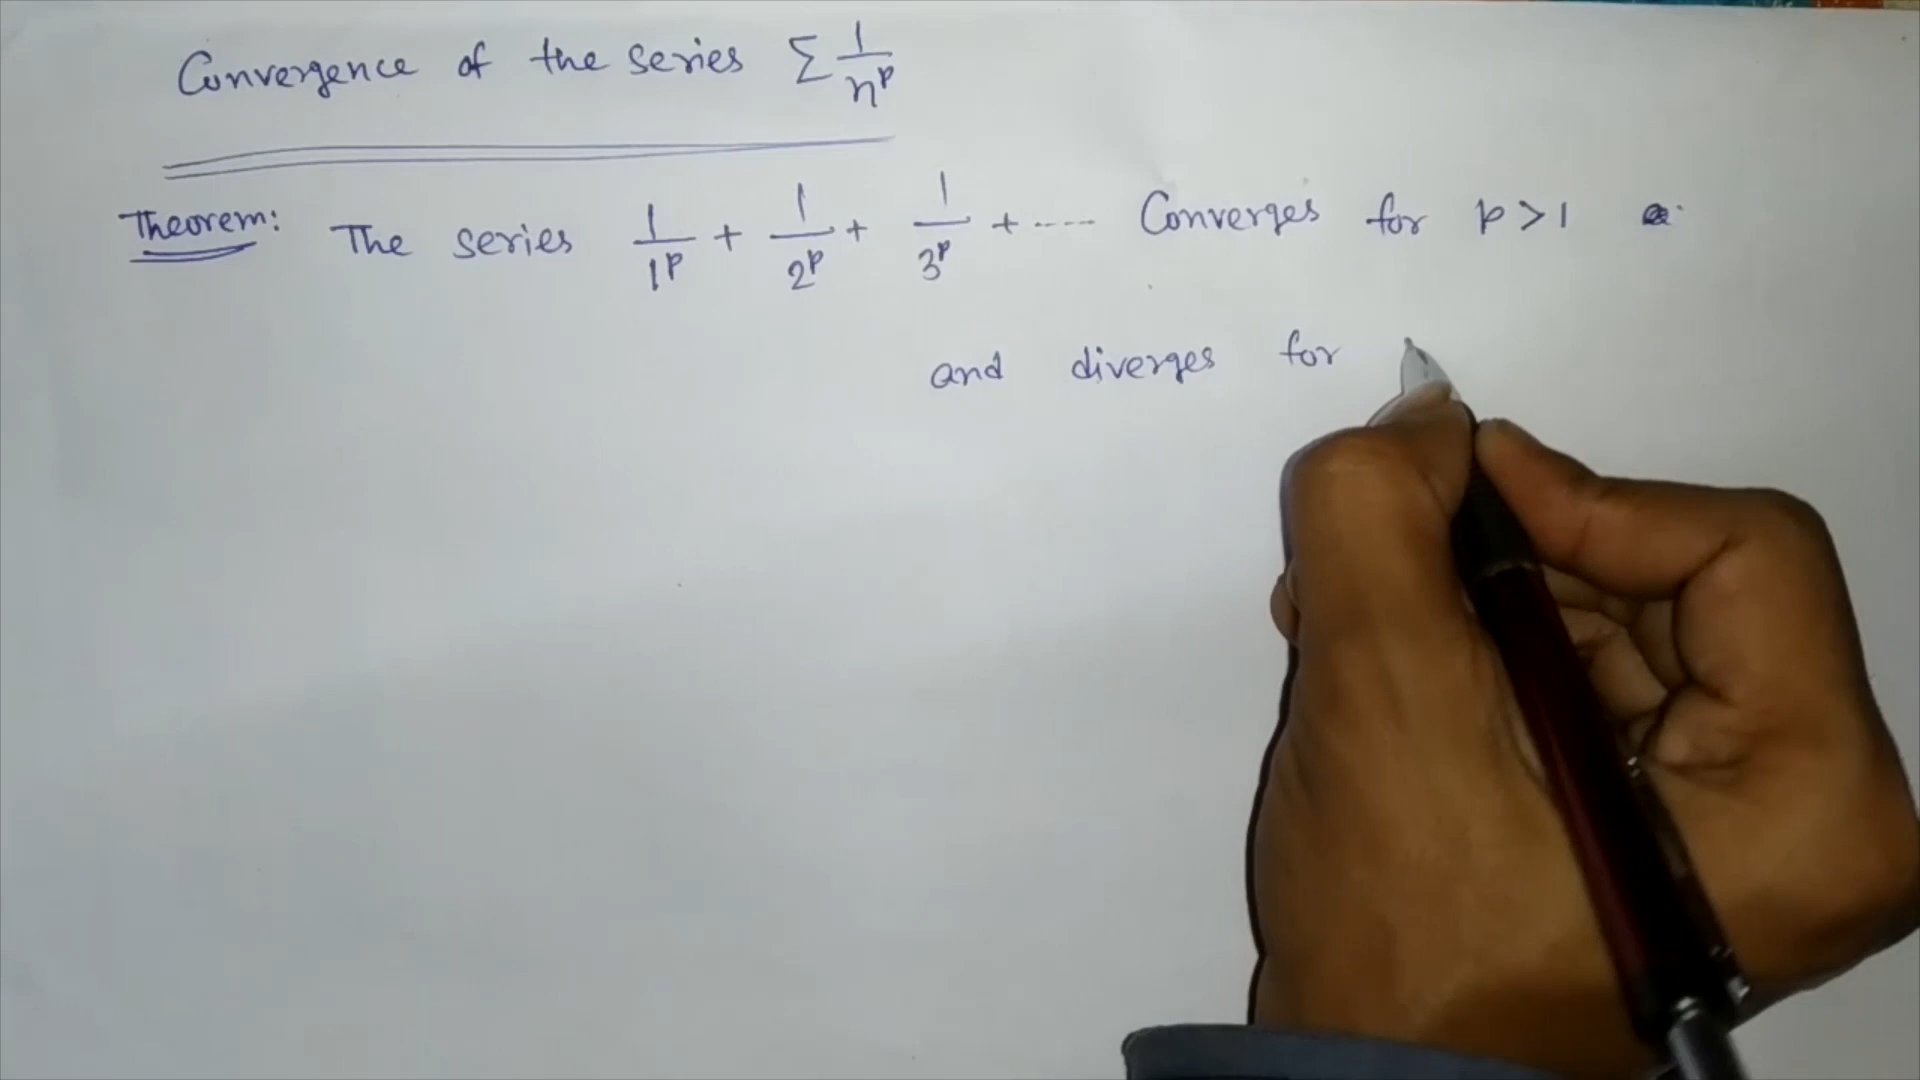 Convergence of the series Σ 1/n^p
Theorem: The series 1/1^p + 1/2^p + 1/3^p + ..... Converges for p > 1
and diverges for